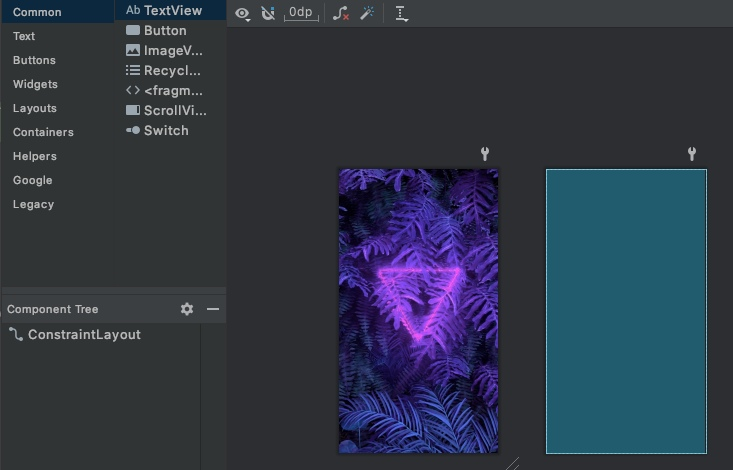 Common
Text
Buttons
Widgets
Layouts
Containers
Helpers
Google
Legacy
Ab TextView
Button
ImageV...
Recycl...
<fragm...
ScrollVi...
Switch
0dp
Component Tree
ConstraintLayout